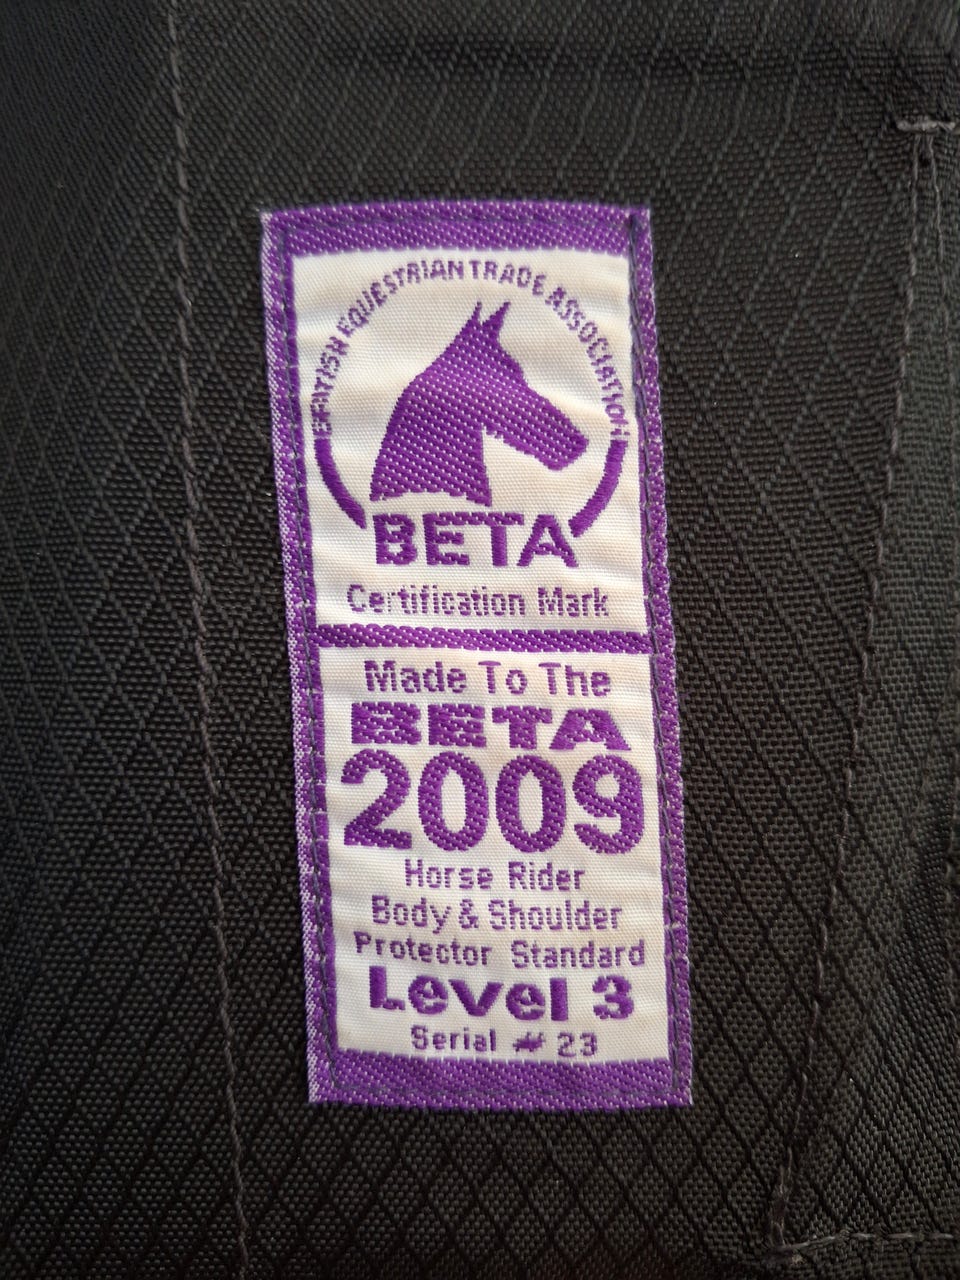 BRITISH EQUESTRIAN TRADE ASSOCIATION
BETA
Certification Mark
Made To The
BETA
2009
Horse Rider
Body & Shoulder
Protector Standard
Level 3
Serial # 23